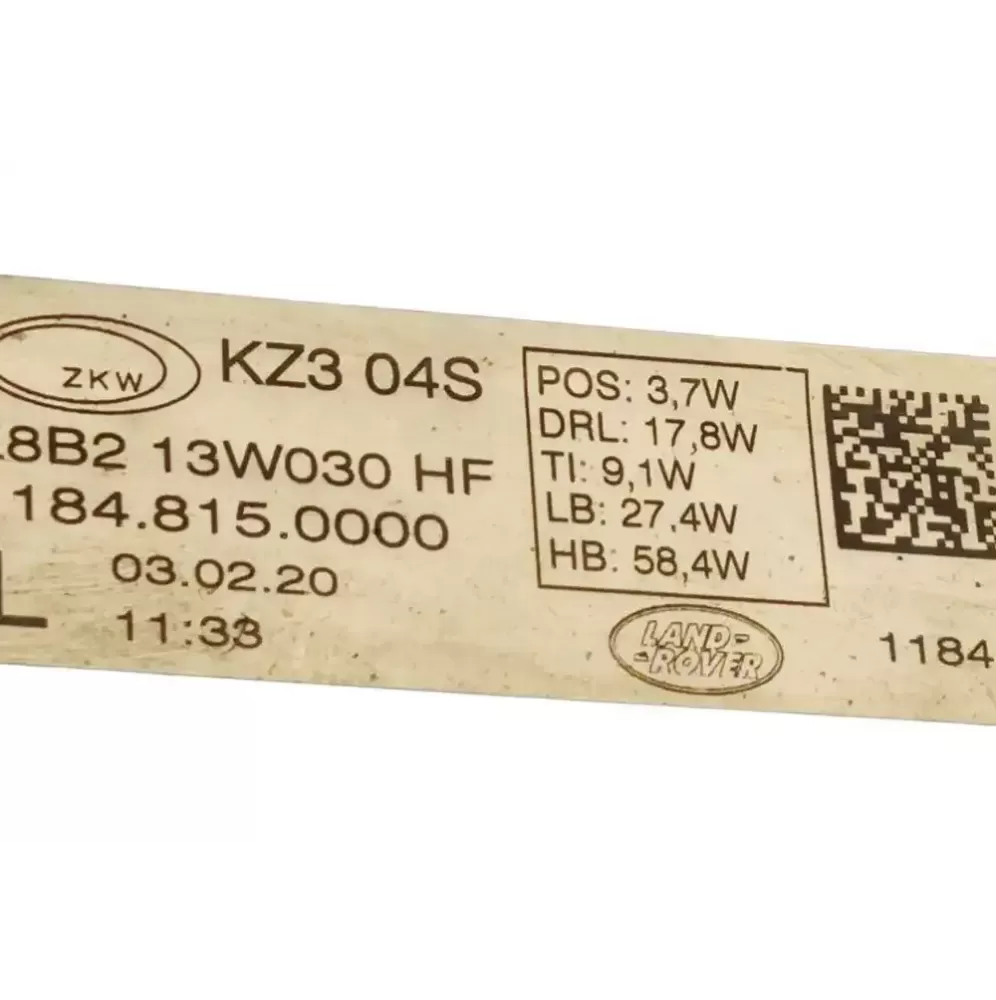 ZKW
KZ3 04S
8B2 13W030 HF
184.815.0000
L
03.02.20
11:33
POS: 3,7W
DRL: 17,8W
TI: 9,1W
LB: 27,4W
HB: 58,4W
LAND-
-ROVER
1184